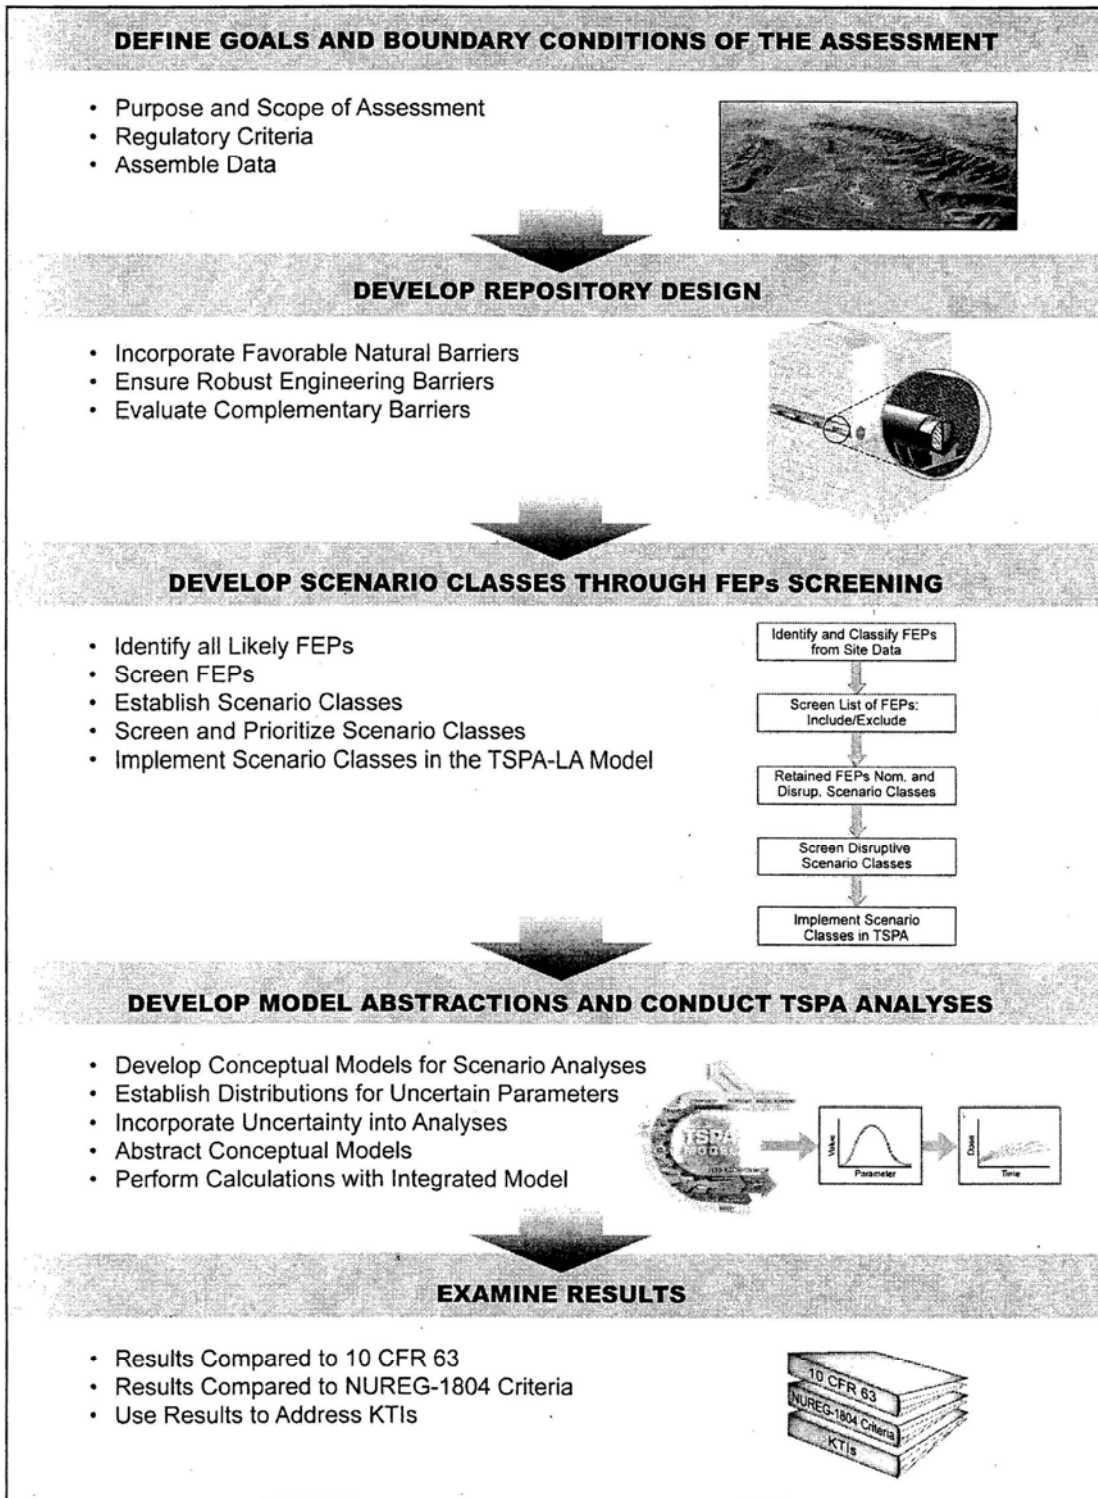 DEFINE GOALS AND BOUNDARY CONDITIONS OF THE ASSESSMENT
• Purpose and Scope of Assessment
• Regulatory Criteria
• Assemble Data
DEVELOP REPOSITORY DESIGN
• Incorporate Favorable Natural Barriers
• Ensure Robust Engineering Barriers
• Evaluate Complementary Barriers
DEVELOP SCENARIO CLASSES THROUGH FEPs SCREENING
• Identify all Likely FEPs
• Screen FEPs
• Establish Scenario Classes
• Screen and Prioritize Scenario Classes
• Implement Scenario Classes in the TSPA-LA Model
Identify and Classify FEPs
from Site Data
Screen List of FEPs:
Include/Exclude
Retained FEPs Nom. and
Disrup. Scenario Classes
Screen Disruptive
Scenario Classes
Implement Scenario
Classes in TSPA
DEVELOP MODEL ABSTRACTIONS AND CONDUCT TSPA ANALYSES
• Develop Conceptual Models for Scenario Analyses
• Establish Distributions for Uncertain Parameters
• Incorporate Uncertainty into Analyses
• Abstract Conceptual Models
• Perform Calculations with Integrated Model
TSPA
MODEL
Value
Parameter
Dose
Time
EXAMINE RESULTS
• Results Compared to 10 CFR 63
• Results Compared to NUREG-1804 Criteria
• Use Results to Address KTIs
10 CFR 63
NUREG-1804 Criteria
KTIs